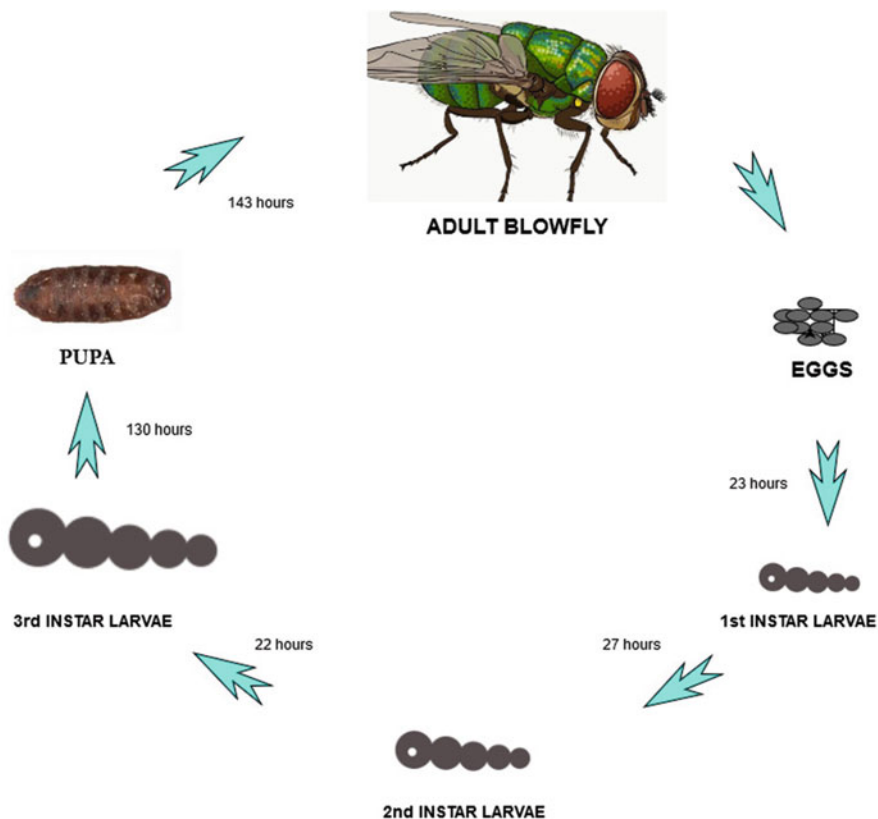 ADULT BLOWFLY
EGGS
23 hours
1st INSTAR LARVAE
27 hours
2nd INSTAR LARVAE
22 hours
3rd INSTAR LARVAE
130 hours
PUPA
143 hours